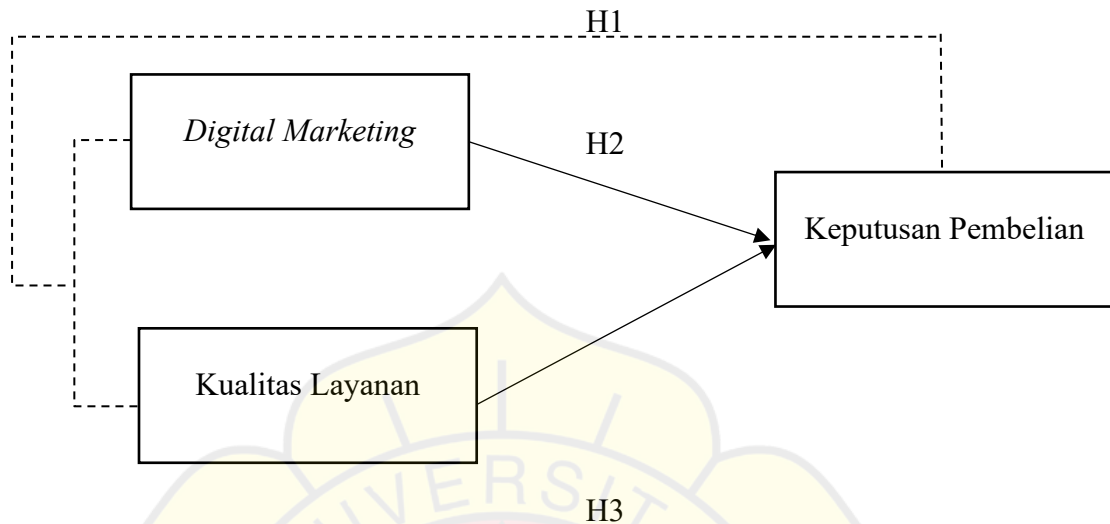 H1
Digital Marketing
H2
Keputusan Pembelian
Kualitas Layanan
H3